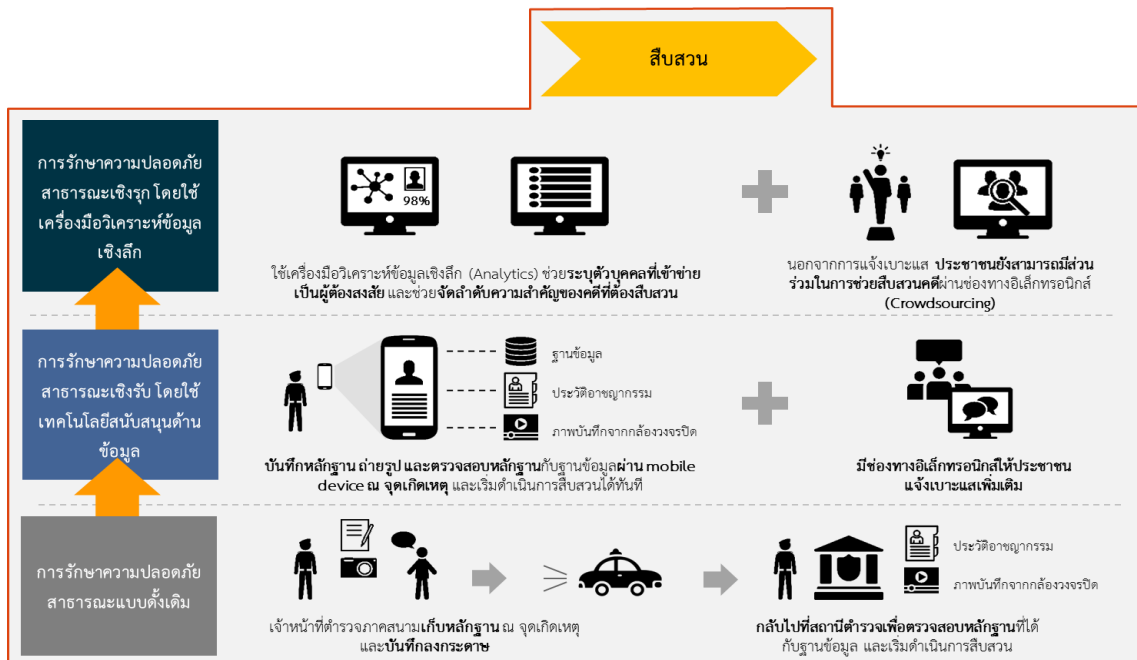 สืบสวน
การรักษาความปลอดภัย
สาธารณะเชิงรุก โดยใช้
เครื่องมือวิเคราะห์ข้อมูล
เชิงลึก
98%
ใช้เครื่องมือวิเคราะห์ข้อมูลเชิงลึก (Analytics) ช่วยระบุตัวบุคคลที่เข้าข่าย
เป็นผู้ต้องสงสัย และช่วยจัดลำดับความสำคัญของคดีที่ต้องสืบสวน
นอกจากการแจ้งเบาะแส ประชาชนยังสามารถมีส่วน
ร่วมในการช่วยสืบสวนคดีผ่านช่องทางอิเล็กทรอนิกส์
(Crowdsourcing)
การรักษาความปลอดภัย
สาธารณะเชิงรับ โดยใช้
เทคโนโลยีสนับสนุนด้าน
ข้อมูล
ฐานข้อมูล
ประวัติอาชญากรรม
ภาพบันทึกจากกล้องวงจรปิด
บันทึกหลักฐาน ถ่ายรูป และตรวจสอบหลักฐานกับฐานข้อมูลผ่าน mobile
device ณ จุดเกิดเหตุ และเริ่มดำเนินการสืบสวนได้ทันที
มีช่องทางอิเล็กทรอนิกส์ให้ประชาชน
แจ้งเบาะแสเพิ่มเติม
การรักษาความปลอดภัย
สาธารณะแบบดั้งเดิม
เจ้าหน้าที่ตำรวจภาคสนามเก็บหลักฐาน ณ จุดเกิดเหตุ
และบันทึกลงกระดาษ
ประวัติอาชญากรรม
ภาพบันทึกจากกล้องวงจรปิด
กลับไปที่สถานีตำรวจเพื่อตรวจสอบหลักฐานที่ได้
กับฐานข้อมูล และเริ่มดำเนินการสืบสวน